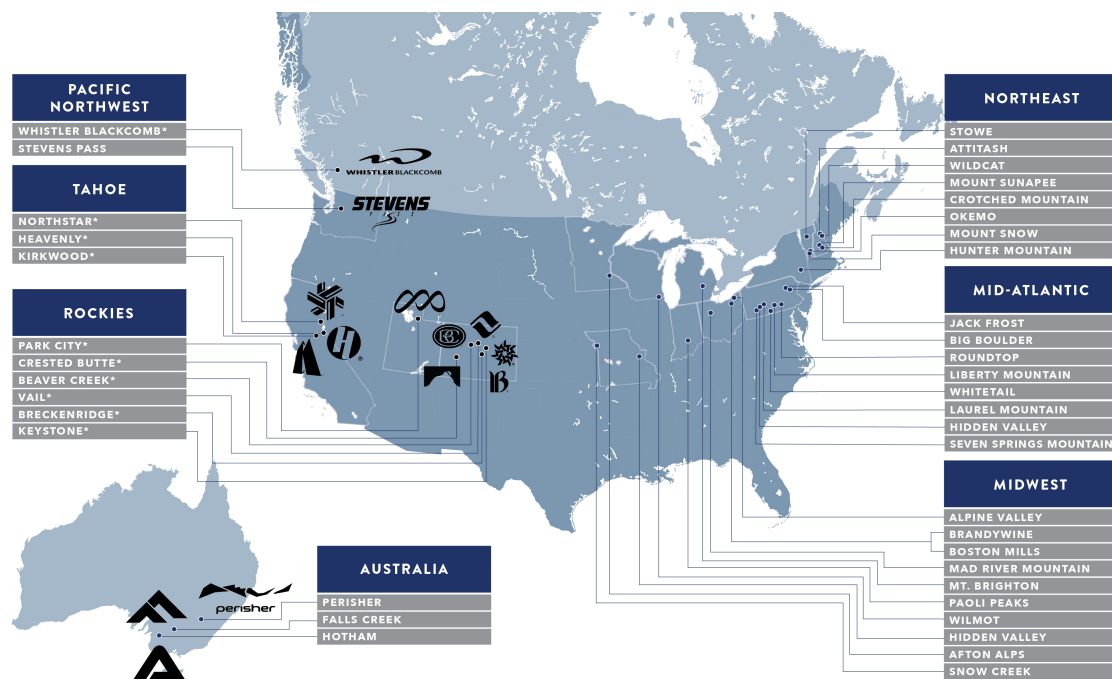 PACIFIC
NORTHWEST
WHISTLER BLACKCOMB*
STEVENS PASS
TAHOE
NORTHSTAR*
HEAVENLY*
KIRKWOOD*
ROCKIES
PARK CITY*
CRESTED BUTTE*
BEAVER CREEK*
VAIL*
BRECKENRIDGE*
KEYSTONE*
WHISTLER BLACKCOMB
STEVENS
PASS
H
BC
B
NORTHEAST
STOWE
ATTITASH
WILDCAT
MOUNT SUNAPEE
CROTCHED MOUNTAIN
OKEMO
MOUNT SNOW
HUNTER MOUNTAIN
MID-ATLANTIC
JACK FROST
BIG BOULDER
ROUNDTOP
LIBERTY MOUNTAIN
WHITETAIL
LAUREL MOUNTAIN
HIDDEN VALLEY
SEVEN SPRINGS MOUNTAIN
MIDWEST
ALPINE VALLEY
BRANDYWINE
BOSTON MILLS
MAD RIVER MOUNTAIN
MT. BRIGHTON
PAOLI PEAKS
WILMOT
HIDDEN VALLEY
AFTON ALPS
SNOW CREEK
AUSTRALIA
PERISHER
FALLS CREEK
HOTHAM
perisher